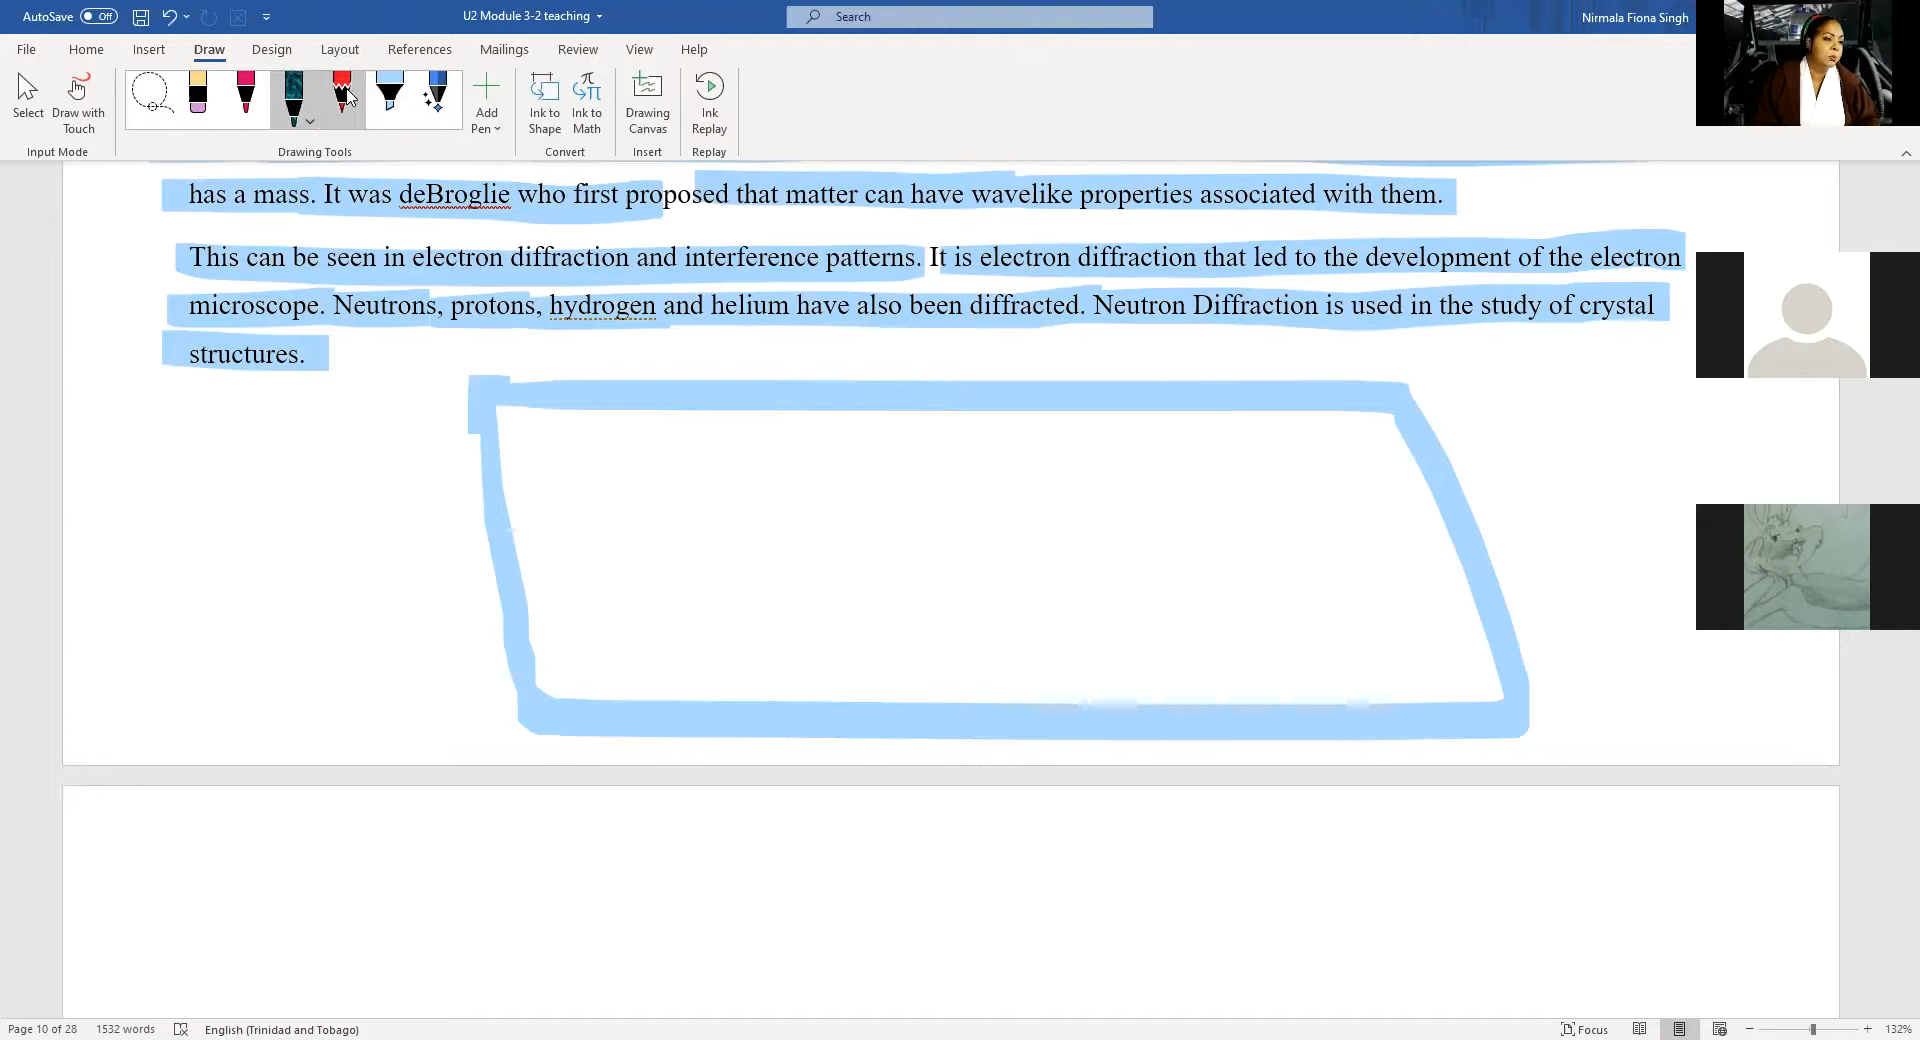 AutoSave Off
U2 Module 3-2 teaching
Search
Nirmala Fiona Singh
File Home Insert Draw Design Layout References Mailings Review View Help
Select
Draw with Touch
Add Pen
Ink to Shape
Ink to Math
Drawing Canvas
Ink Replay
Input Mode Drawing Tools Convert Insert Replay
has a mass. It was deBroglie who first proposed that matter can have wavelike properties associated with them.
This can be seen in electron diffraction and interference patterns. It is electron diffraction that led to the development of the electron
microscope. Neutrons, protons, hydrogen and helium have also been diffracted. Neutron Diffraction is used in the study of crystal
structures.
Page 10 of 28 1532 words English (Trinidad and Tobago) Focus 132%